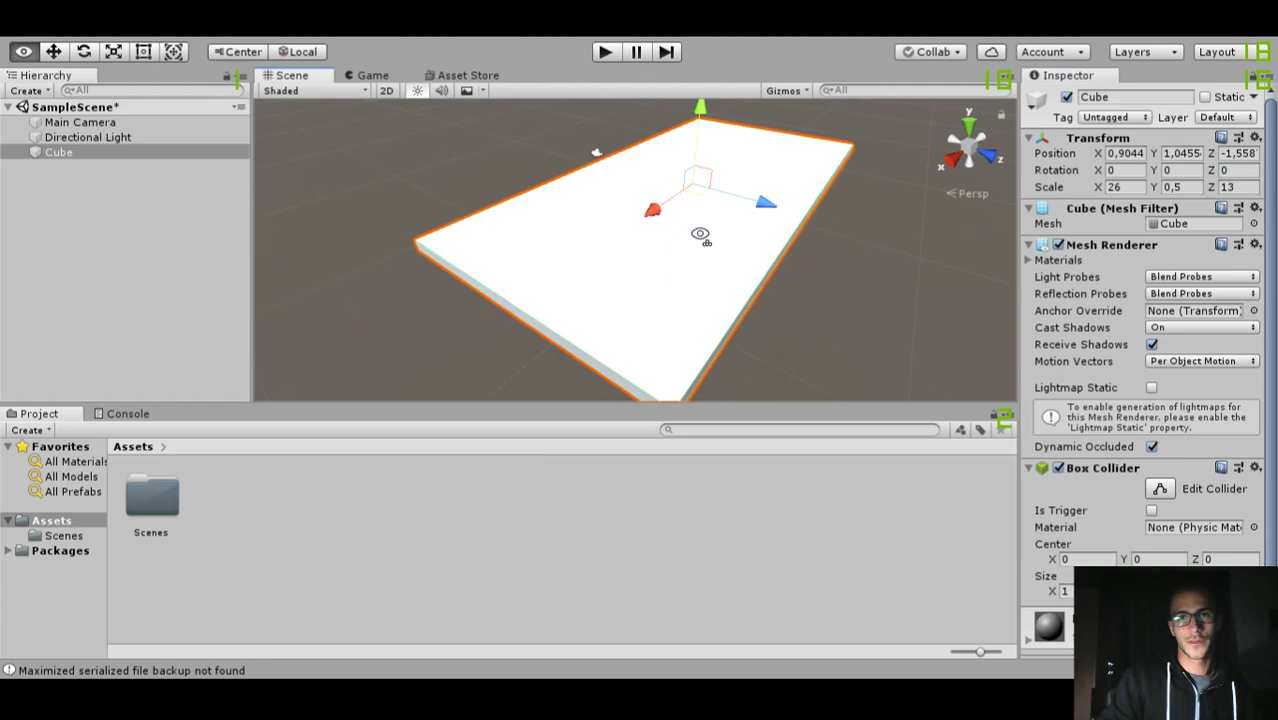 Center Local Collab Account Layers Layout 18
Hierarchy 1 Scene Game Asset Store 18 Inspector 16
Create All Shaded 2D Gizmos All
SampleScene*
Main Camera
Directional Light
Cube
y
x
z
Persp
Cube Static
Tag Untagged Layer Default
Transform
Position X 0,9044 Y 1,0455 Z -1,558
Rotation X 0 Y 0 Z 0
Scale X 26 Y 0,5 Z 13
Cube (Mesh Filter)
Mesh Cube
Mesh Renderer
Materials
Light Probes Blend Probes
Reflection Probes Blend Probes
Anchor Override None (Transform)
Cast Shadows On
Receive Shadows
Motion Vectors Per Object Motion
Lightmap Static
To enable generation of lightmaps for
this Mesh Renderer, please enable the
'Lightmap Static' property.
Dynamic Occluded
Box Collider
Edit Collider
Is Trigger
Material None (Physic Mat
Center
X 0 Y 0 Z 0
Size
X 1
Project Console 2
Create
Favorites
All Materials
All Models
All Prefabs
Assets
Scenes
Packages
Assets
Scenes
Maximized serialized file backup not found